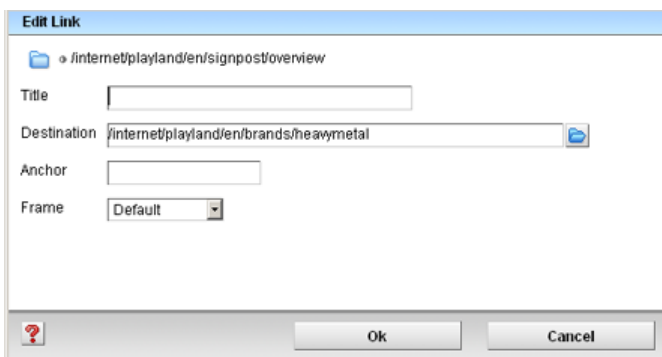 Edit Link
/internet/playland/en/signpost/overview
Title
Destination /internet/playland/en/brands/heavymetal
Anchor
Frame Default
? Ok Cancel